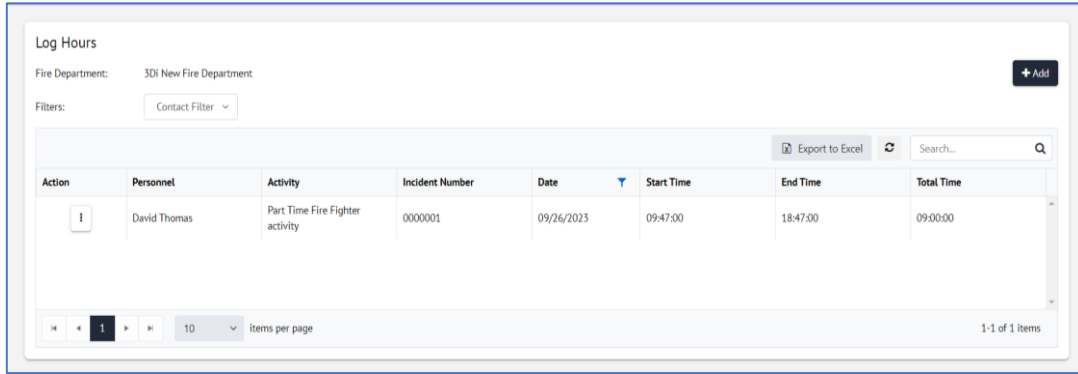 Log Hours
Fire Department: 3Di New Fire Department
+ Add
Filters: Contact Filter
Export to Excel Search...
Action Personnel Activity Incident Number Date Start Time End Time Total Time
David Thomas Part Time Fire Fighter activity 0000001 09/26/2023 09:47:00 18:47:00 09:00:00
1 10 items per page 1-1 of 1 items